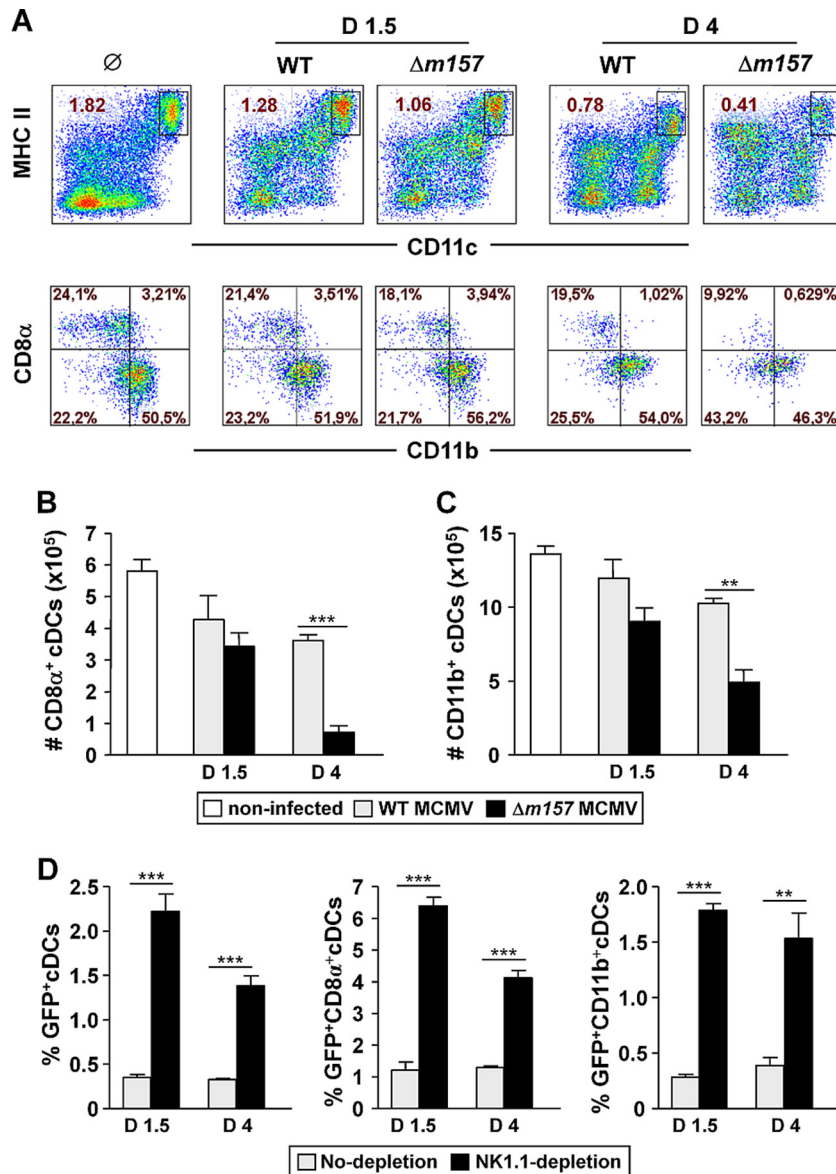 A
D 1.5 D 4
∅ WT Δm157 WT Δm157
MHC II
1.82 1.28 1.06 0.78 0.41
CD11c
CD8α
24,1% 3,21% 21,4% 3,51% 18,1% 3,94% 19,5% 1,02% 9,92% 0,629%
22,2% 50,5% 23,2% 51,9% 21,7% 56,2% 25,5% 54,0% 43,2% 46,3%
CD11b
B
# CD8α+ cDCs (x10⁵)
7
6
5
4
3
2
1
0
***
D 1.5 D 4
C
# CD11b+ cDCs (x10⁵)
15
10
5
0
**
D 1.5 D 4
non-infected WT MCMV Δm157 MCMV
D
% GFP+cDCs
2.5
2.0
1.5
1.0
0.5
0
***
***
D 1.5 D 4
% GFP+CD8α+cDCs
7
6
5
4
3
2
1
0
***
***
D 1.5 D 4
% GFP+CD11b+cDCs
2.0
1.5
1.0
0.5
0
***
**
D 1.5 D 4
No-depletion NK1.1-depletion